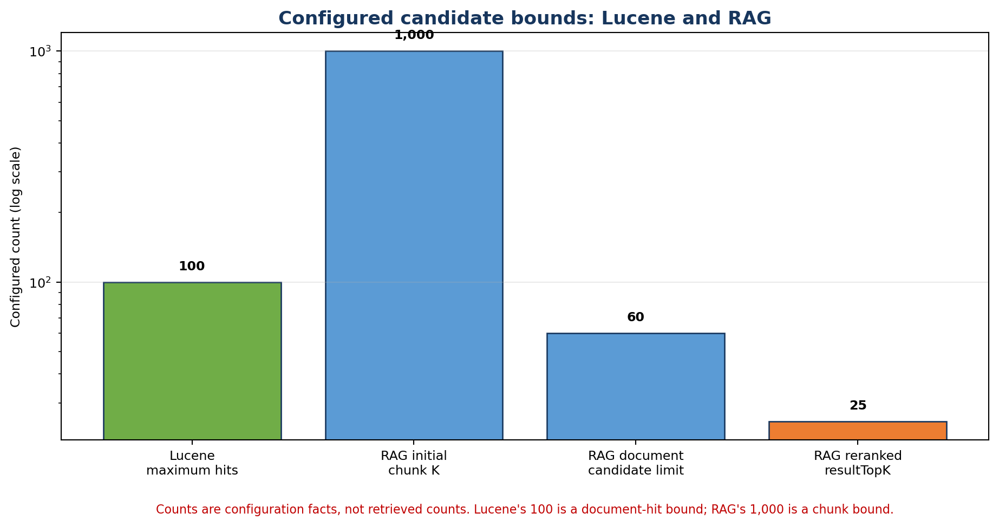 Configured candidate bounds: Lucene and RAG
Configured count (log scale)
10³
10²
100
1,000
60
25
Lucene
maximum hits
RAG initial
chunk K
RAG document
candidate limit
RAG reranked
resultTopK
Counts are configuration facts, not retrieved counts. Lucene's 100 is a document-hit bound; RAG's 1,000 is a chunk bound.